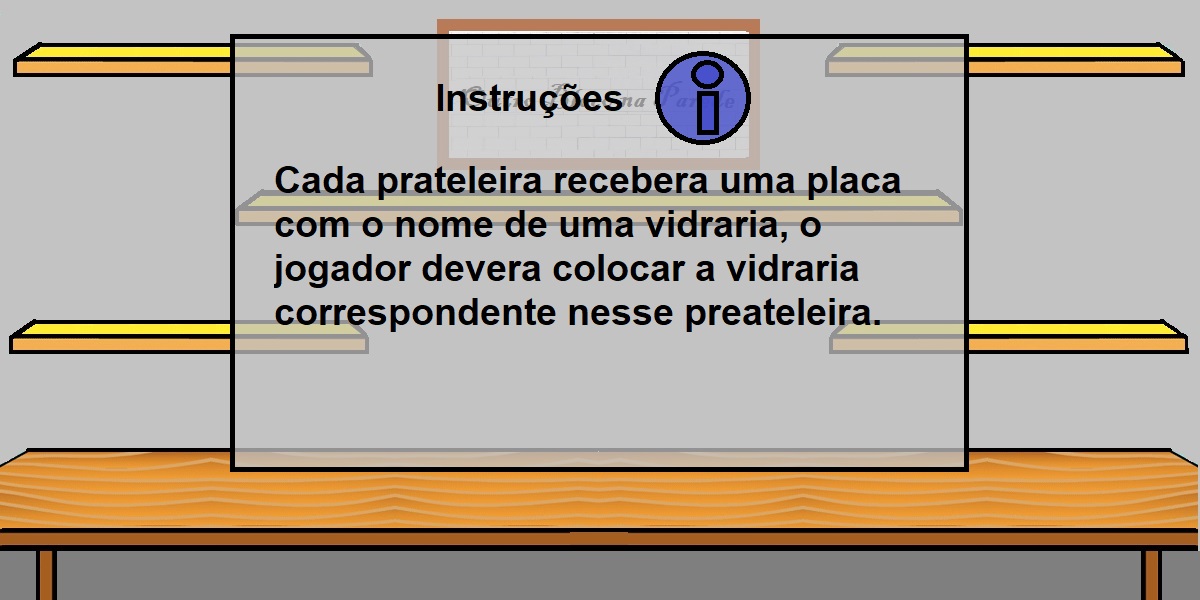 Instruções
Cada prateleira recebera uma placa
com o nome de uma vidraria, o
jogador devera colocar a vidraria
correspondente nesse preateleira.